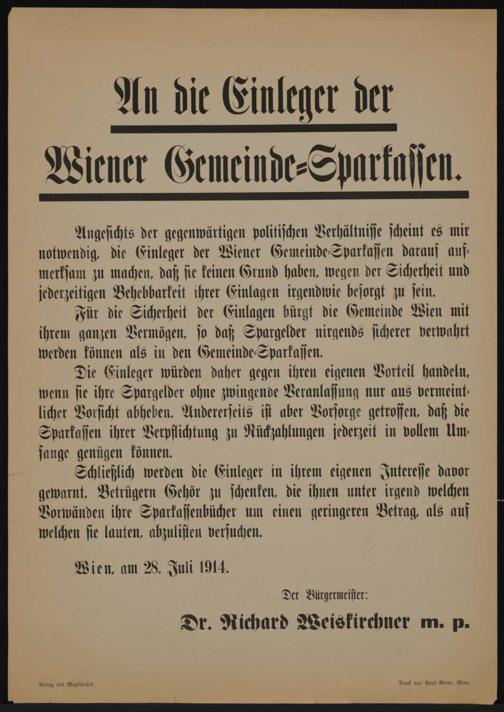 An die Einleger der
Wiener Gemeinde-Sparkassen.
Angesichts der gegenwärtigen politischen Verhältnisse scheint es mir
notwendig, die Einleger der Wiener Gemeinde-Sparkassen darauf auf-
merksam zu machen, daß sie keinen Grund haben, wegen der Sicherheit und
jederzeitigen Behebbarkeit ihrer Einlagen irgendwie besorgt zu sein.
Für die Sicherheit der Einlagen bürgt die Gemeinde Wien mit
ihrem ganzen Vermögen, so daß Spargelder nirgends sicherer verwahrt
werden können als in den Gemeinde-Sparkassen.
Die Einleger würden daher gegen ihren eigenen Vorteil handeln,
wenn sie ihre Spargelder ohne zwingende Veranlassung nur aus vermeint-
licher Vorsicht abheben. Andererseits ist aber Vorsorge getroffen, daß die
Sparkassen ihrer Verpflichtung zu Rückzahlungen jederzeit in vollem Um-
fange genügen können.
Schließlich werden die Einleger in ihrem eigenen Interesse davor
gewarnt, Betrügern Gehör zu schenken, die ihnen unter irgend welchen
Vorwänden ihre Sparkassenbücher um einen geringeren Betrag, als auf
welchen sie lauten, abzulisten versuchen.
Wien, am 28. Juli 1914.
Der Bürgermeister:
Dr. Richard Weiskirchner m. p.
Verlag des Magistrates.
Druck von Paul Gerin, Wien.